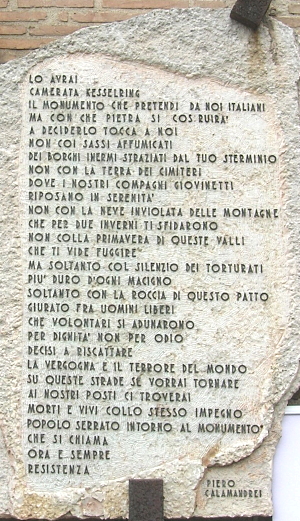 LO AVRAI
CAMERATA KESSELRING
IL MONUMENTO CHE PRETENDI DA NOI ITALIANI
MA CON CHE PIETRA SI COSTRUIRA'
A DECIDERLO TOCCA A NOI
NON COI SASSI AFFUMICATI
DEI BORGHI INERMI STRAZIATI DAL TUO STERMINIO
NON CON LA TERRA DEI CIMITERI
DOVE I NOSTRI COMPAGNI GIOVINETTI
RIPOSANO IN SERENITA'
NON CON LA NEVE INVIOLATA DELLE MONTAGNE
CHE PER DUE INVERNI TI SFIDARONO
NON COLLA PRIMAVERA DI QUESTE VALLI
CHE TI VIDE FUGGIRE
MA SOLTANTO COL SILENZIO DEI TORTURATI
PIU' DURO D'OGNI MACIGNO
SOLTANTO CON LA ROCCIA DI QUESTO PATTO
GIURATO FRA UOMINI LIBERI
CHE VOLONTARI SI ADUNARONO
PER DIGNITA' NON PER ODIO
DECISI A RISCATTARE
LA VERGOGNA E IL TERRORE DEL MONDO
SU QUESTE STRADE SE VORRAI TORNARE
AI NOSTRI POSTI CI TROVERAI
MORTI E VIVI COLLO STESSO IMPEGNO
POPOLO SERRATO INTORNO AL MONUMENTO
CHE SI CHIAMA
ORA E SEMPRE
RESISTENZA
PIERO
CALAMANDREI